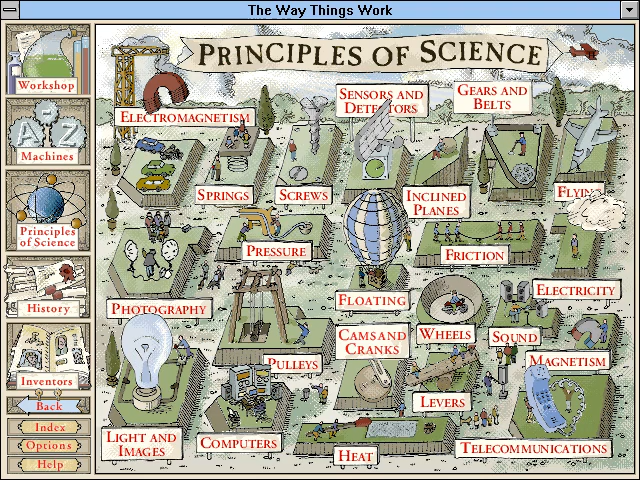 The Way Things Work
Workshop
A-Z
Machines
Principles
of Science
History
Inventors
Back
Index
Options
Help
PRINCIPLES OF SCIENCE
ELECTROMAGNETISM
SENSORS AND
DETECTORS
GEARS AND
BELTS
SPRINGS
SCREWS
INCLINED
PLANES
FLYING
PRESSURE
FRICTION
PHOTOGRAPHY
FLOATING
ELECTRICITY
CAMS AND
CRANKS
WHEELS
SOUND
PULLEYS
MAGNETISM
LEVERS
LIGHT AND
IMAGES
COMPUTERS
HEAT
TELECOMMUNICATIONS